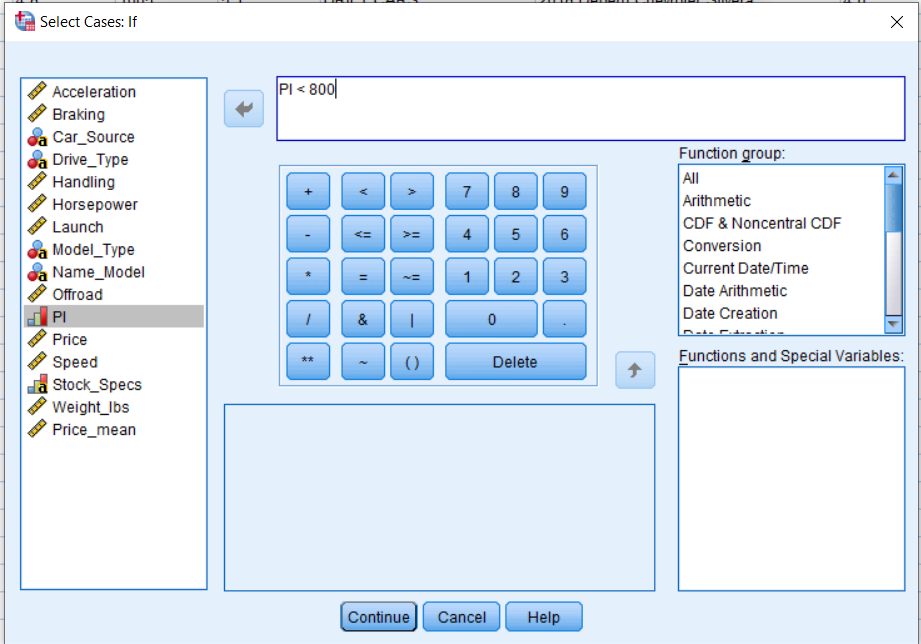 Select Cases: If
Acceleration
Braking
Car_Source
Drive_Type
Handling
Horsepower
Launch
Model_Type
Name_Model
Offroad
PI
Price
Speed
Stock_Specs
Weight_lbs
Price_mean
PI < 800
+ < > 7 8 9
- <= >= 4 5 6
* = ~= 1 2 3
/ & | 0 .
** ~ ( ) Delete
Function group:
All
Arithmetic
CDF & Noncentral CDF
Conversion
Current Date/Time
Date Arithmetic
Date Creation
Date Extraction
Functions and Special Variables:
Continue Cancel Help